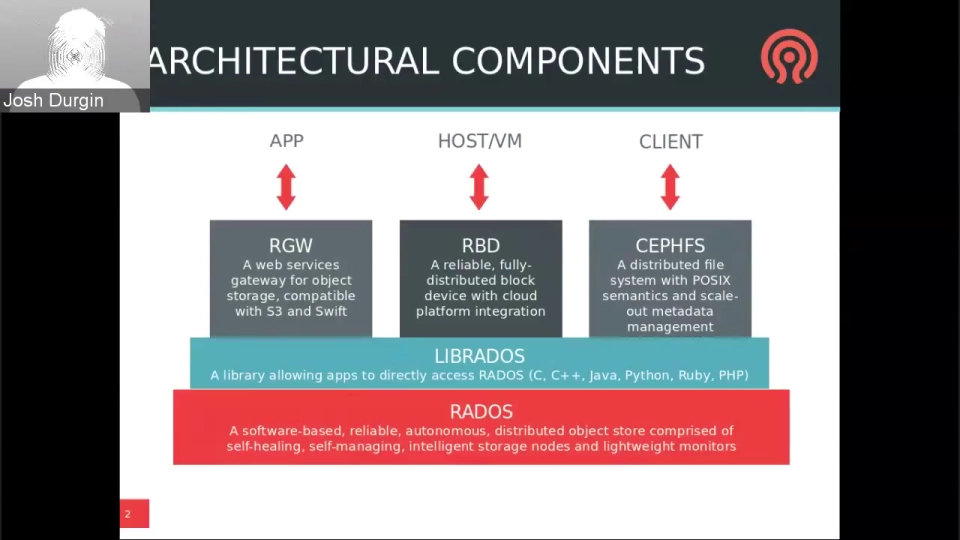 ARCHITECTURAL COMPONENTS
Josh Durgin
APP
HOST/VM
CLIENT
RGW
A web services
gateway for object
storage, compatible
with S3 and Swift
RBD
A reliable, fully-
distributed block
device with cloud
platform integration
CEPHFS
A distributed file
system with POSIX
semantics and scale-
out metadata
management
LIBRADOS
A library allowing apps to directly access RADOS (C, C++, Java, Python, Ruby, PHP)
RADOS
A software-based, reliable, autonomous, distributed object store comprised of
self-healing, self-managing, intelligent storage nodes and lightweight monitors
2